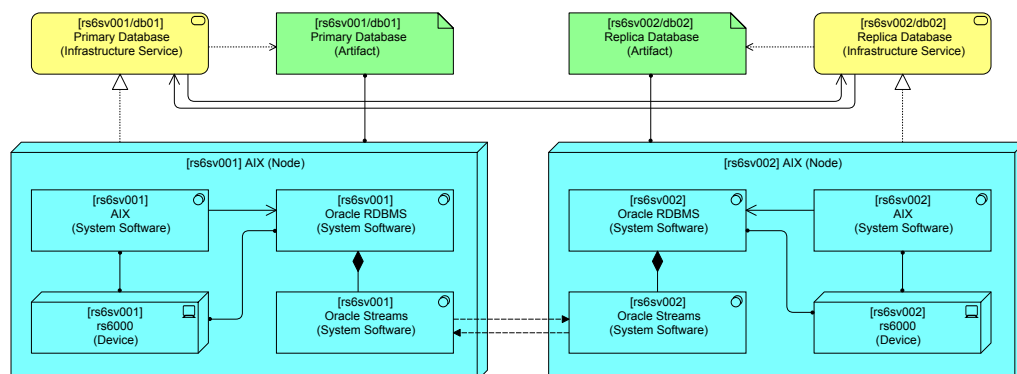 [rs6sv001/db01]
Primary Database
(Infrastructure Service)
[rs6sv001/db01]
Primary Database
(Artifact)
[rs6sv002/db02]
Replica Database
(Artifact)
[rs6sv002/db02]
Replica Database
(Infrastructure Service)
[rs6sv001] AIX (Node)
[rs6sv001]
AIX
(System Software)
[rs6sv001]
Oracle RDBMS
(System Software)
[rs6sv001]
rs6000
(Device)
[rs6sv001]
Oracle Streams
(System Software)
[rs6sv002] AIX (Node)
[rs6sv002]
Oracle RDBMS
(System Software)
[rs6sv002]
AIX
(System Software)
[rs6sv002]
Oracle Streams
(System Software)
[rs6sv002]
rs6000
(Device)